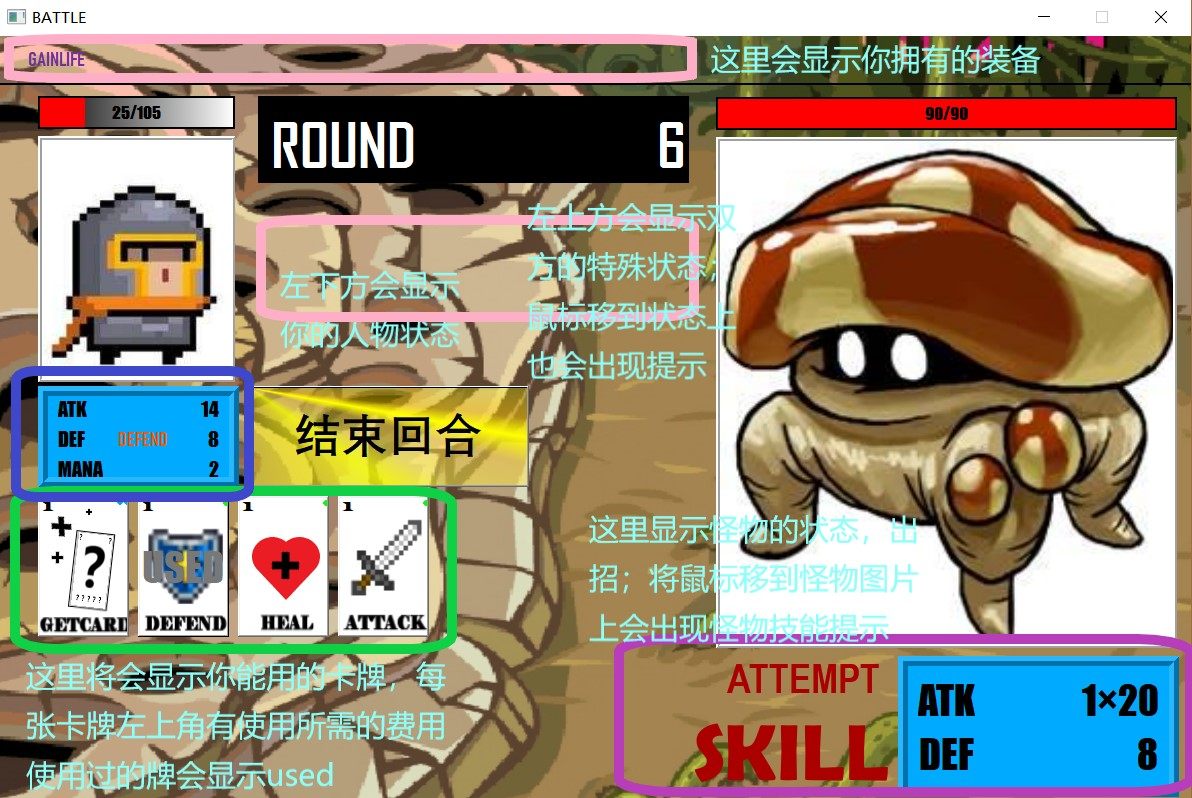 BATTLE
GAINLIFE
这里会显示你拥有的装备
25/105
ROUND 6
90/90
左上方会显示双
方的特殊状态;
鼠标移到状态上
也会出现提示
左下方会显示
你的人物状态
ATK 14
DEF DEFEND 8
MANA 2
结束回合
1
?
?????
GETCARD
1
USED
DEFEND
1
HEAL
1
ATTACK
这里显示怪物的状态，出
招；将鼠标移到怪物图片
上会出现怪物技能提示
这里将会显示你能用的卡牌，每
张卡牌左上角有使用所需的费用
使用过的牌会显示used
ATTEMPT
SKILL
ATK 1×20
DEF 8